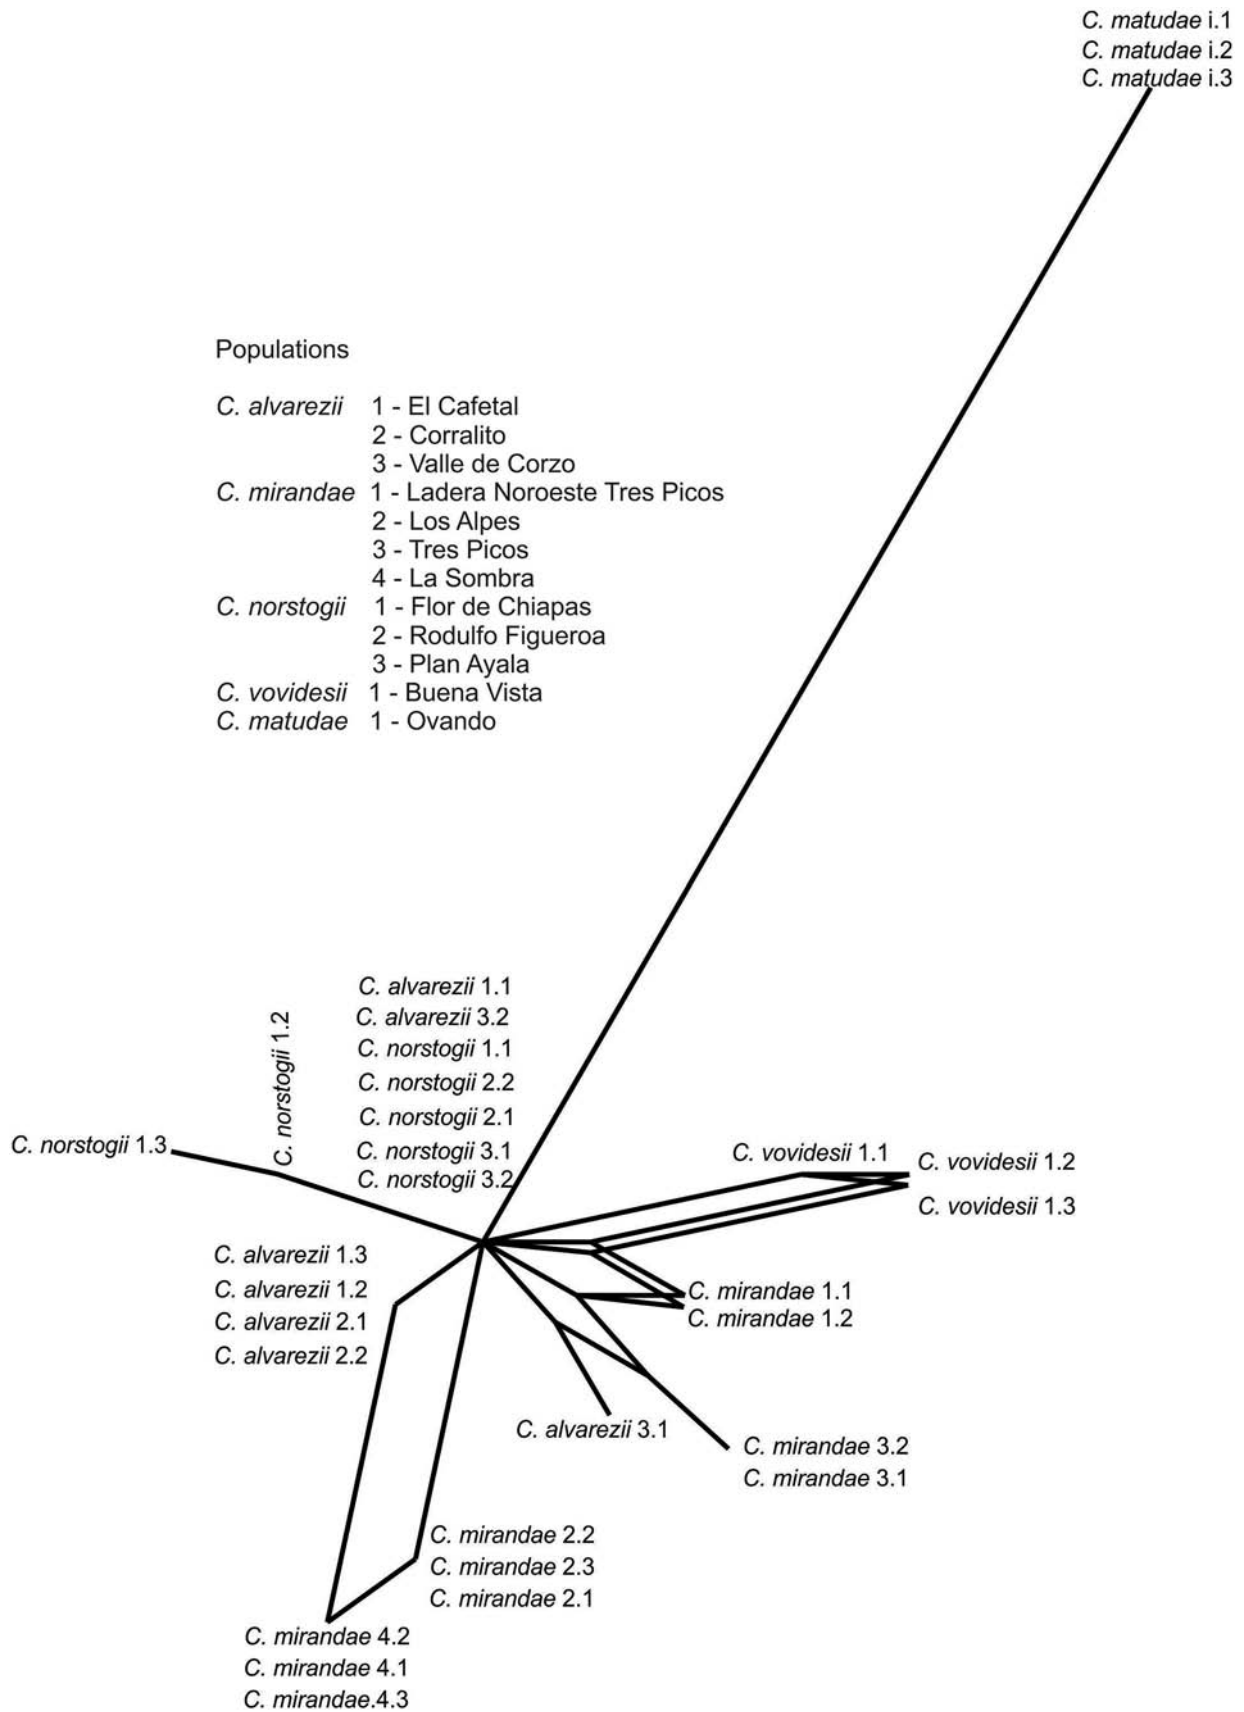 C. matudae i.1
C. matudae i.2
C. matudae i.3
Populations
C. alvarezii 1 - El Cafetal
2 - Corralito
3 - Valle de Corzo
C. mirandae 1 - Ladera Noroeste Tres Picos
2 - Los Alpes
3 - Tres Picos
4 - La Sombra
C. norstogii 1 - Flor de Chiapas
2 - Rodulfo Figueroa
3 - Plan Ayala
C. vovidesii 1 - Buena Vista
C. matudae 1 - Ovando
C. alvarezii 1.1
C. alvarezii 3.2
C. norstogii 1.1
C. norstogii 2.2
C. norstogii 2.1
C. norstogii 3.1
C. norstogii 3.2
C. norstogii 1.2
C. norstogii 1.3
C. vovidesii 1.1
C. vovidesii 1.2
C. vovidesii 1.3
C. alvarezii 1.3
C. alvarezii 1.2
C. alvarezii 2.1
C. alvarezii 2.2
C. mirandae 1.1
C. mirandae 1.2
C. alvarezii 3.1
C. mirandae 3.2
C. mirandae 3.1
C. mirandae 2.2
C. mirandae 2.3
C. mirandae 2.1
C. mirandae 4.2
C. mirandae 4.1
C. mirandae.4.3